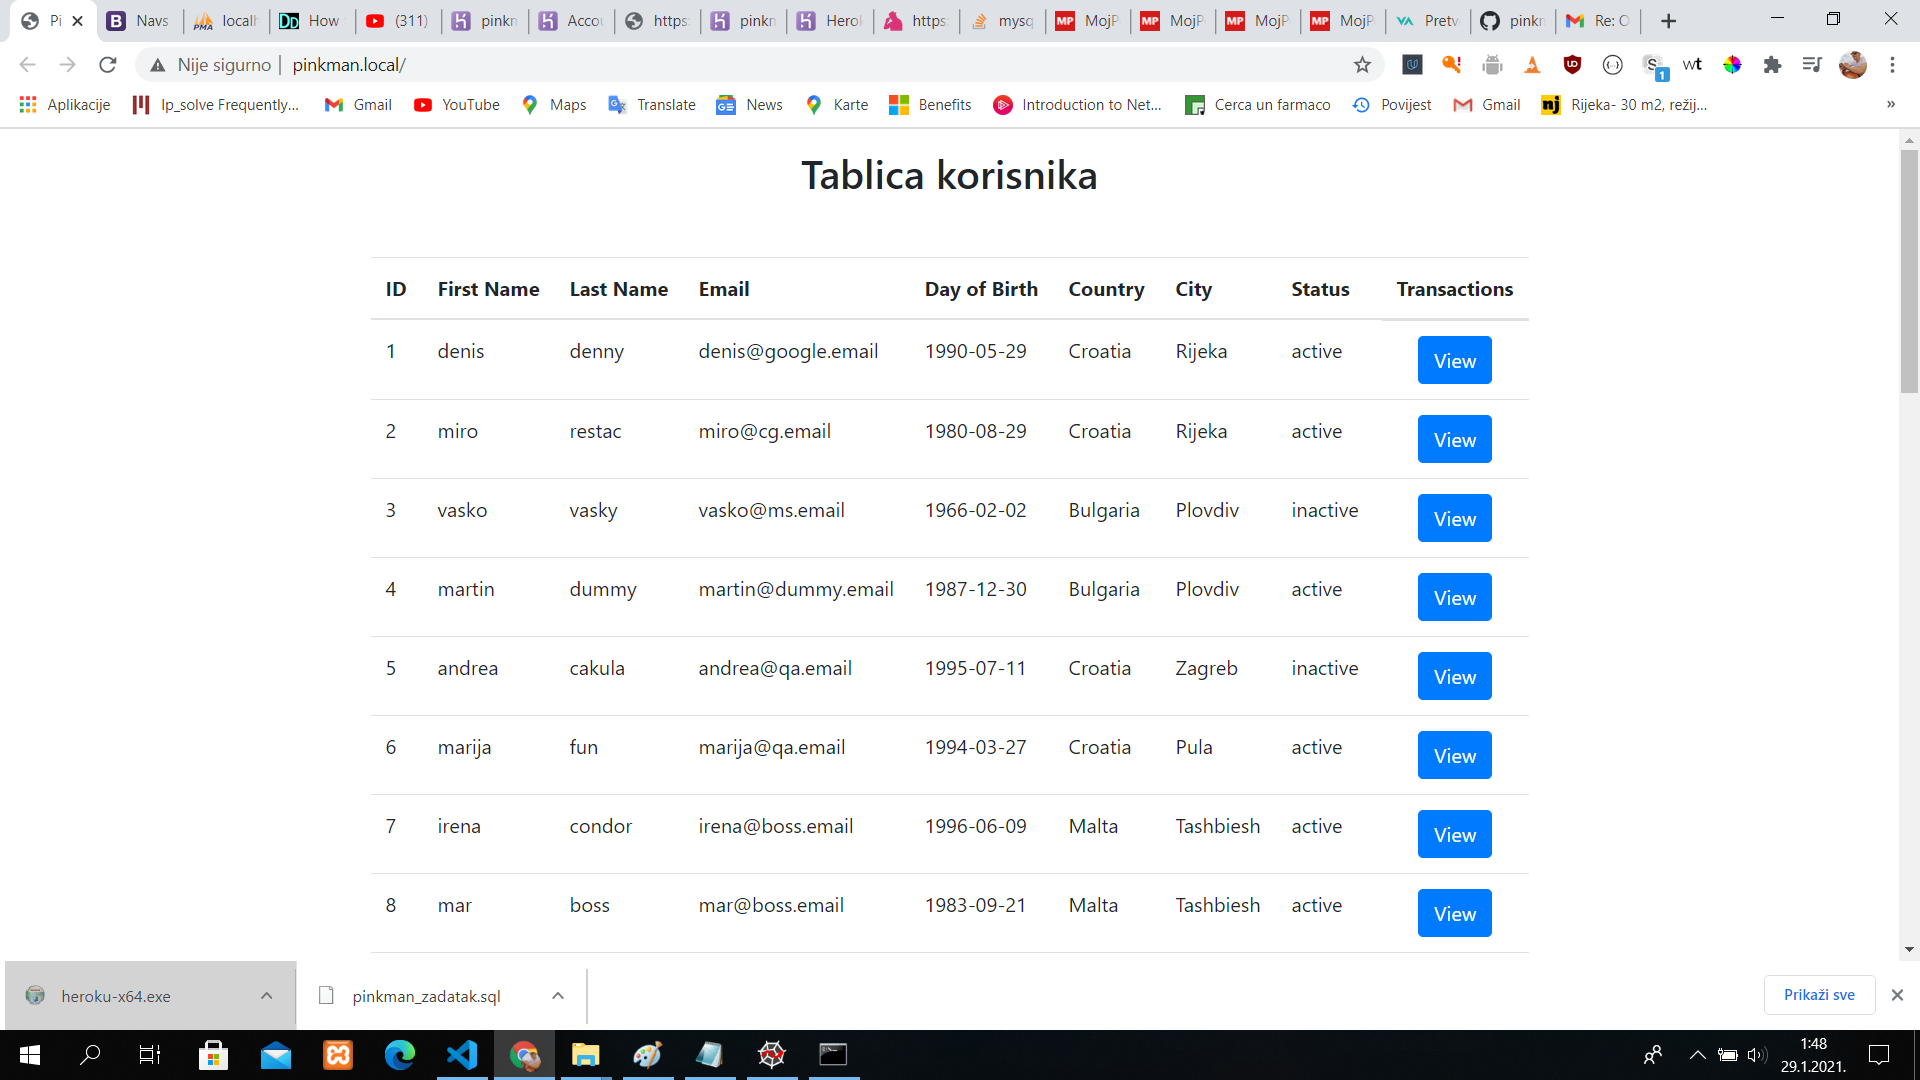 Pi Navs localh How (311) pinkn Accou https: pinkn Herok https: mysq MojP MojP MojP MojP Pretv pinkn Re: O
Nije sigurno | pinkman.local/
Aplikacije lp_solve Frequently... Gmail YouTube Maps Translate News Karte Benefits Introduction to Net... Cerca un farmaco Povijest Gmail Rijeka- 30 m2, režij... »
Tablica korisnika
ID First Name Last Name Email Day of Birth Country City Status Transactions
1 denis denny denis@google.email 1990-05-29 Croatia Rijeka active View
2 miro restac miro@cg.email 1980-08-29 Croatia Rijeka active View
3 vasko vasky vasko@ms.email 1966-02-02 Bulgaria Plovdiv inactive View
4 martin dummy martin@dummy.email 1987-12-30 Bulgaria Plovdiv active View
5 andrea cakula andrea@qa.email 1995-07-11 Croatia Zagreb inactive View
6 marija fun marija@qa.email 1994-03-27 Croatia Pula active View
7 irena condor irena@boss.email 1996-06-09 Malta Tashbiesh active View
8 mar boss mar@boss.email 1983-09-21 Malta Tashbiesh active View
heroku-x64.exe pinkman_zadatak.sql Prikaži sve
1:48
29.1.2021.